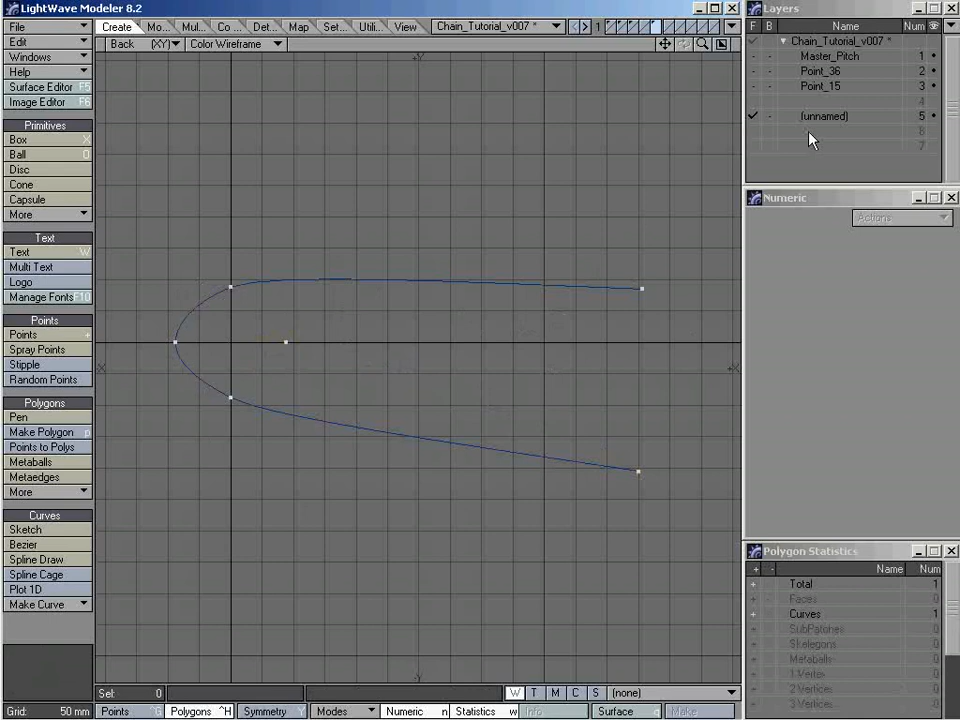 LightWave Modeler 8.2
File
Edit
Windows
Help
Surface Editor F5
Image Editor F6
Primitives
Box X
Ball O
Disc
Cone
Capsule
More
Text
Text W
Multi Text
Logo
Manage Fonts F10
Points
Points +
Spray Points
Stipple
Random Points
Polygons
Pen
Make Polygon p
Points to Polys
Metaballs
Metaedges
More
Curves
Sketch
Bezier
Spline Draw
Spline Cage
Plot 1D
Make Curve
Grid: 50 mm
Create Mo... Mul... Co... Det... Map Set... Utili... View Chain_Tutorial_v007 * 1
Back (XY) Color Wireframe
+Y
-X +X
-Y
Sel: 0 W T M C S (none)
Points ^G Polygons ^H Symmetry Modes Numeric n Statistics w Info Surface q Make
Layers
F B Name Num
Chain_Tutorial_v007 *
Master_Pitch 1
Point_36 2
Point_15 3
4
(unnamed) 5
6
7
Numeric
Actions
Polygon Statistics
+ - Name Num
+ Total 1
+ Faces 0
+ Curves 1
+ SubPatches 0
+ Skelegons 0
+ Metaballs 0
+ 1 Vertex 0
+ 2 Vertices 0
+ 3 Vertices 0